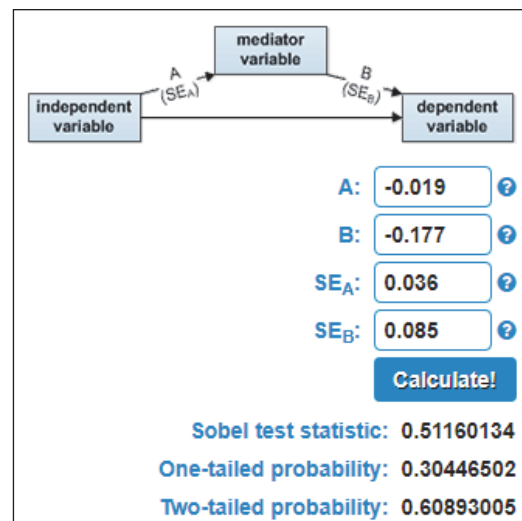 mediator
variable
A
(SEA)
B
(SEB)
independent
variable
dependent
variable
A: -0.019 ?
B: -0.177 ?
SEA: 0.036 ?
SEB: 0.085 ?
Calculate!
Sobel test statistic: 0.51160134
One-tailed probability: 0.30446502
Two-tailed probability: 0.60893005